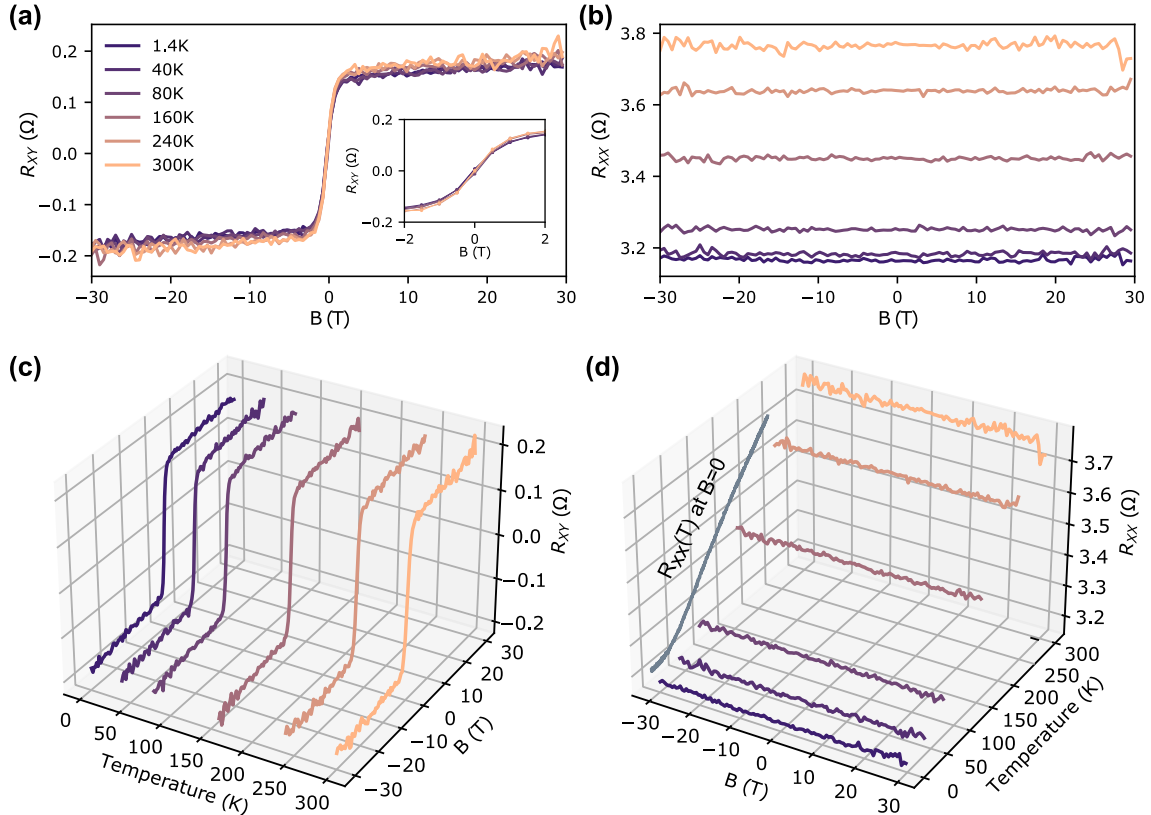 (a)
0.2
0.1
0.0
−0.1
−0.2
R_XY (Ω)
1.4K
40K
80K
160K
240K
300K
0.2
0.0
−0.2
R_XY (Ω)
−2 0 2
B (T)
−30 −20 −10 0 10 20 30
B (T)
(b)
3.8
3.6
3.4
3.2
R_XX (Ω)
−30 −20 −10 0 10 20 30
B (T)
(c)
0.2
0.1
0.0
−0.1
−0.2
R_XY (Ω)
0 50 100 150 200 250 300
Temperature (K)
−30 −20 −10 0 10 20 30
B (T)
(d)
R_XX(T) at B=0
3.7
3.6
3.5
3.4
3.3
3.2
R_XX (Ω)
−30 −20 −10 0 10 20 30
B (T)
0 50 100 150 200 250 300
Temperature (K)